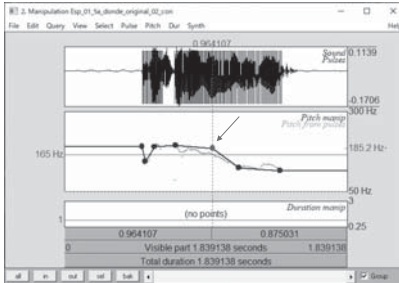 2. Manipulation Esp_01_5s_donde_original_02_con
File Edit Query View Select Pulse Pitch Dur Synth Help
0.964107
Sound
Pulses
0.1139
-0.1706
300 Hz
Pitch manip
Pitch from pulses
165 Hz
185.2 Hz
50 Hz
Duration manip
3
(no points)
1
0.25
0.964107 0.875031
0 Visible part 1.839138 seconds 1.839138
Total duration 1.839138 seconds
all in out sel bak Group